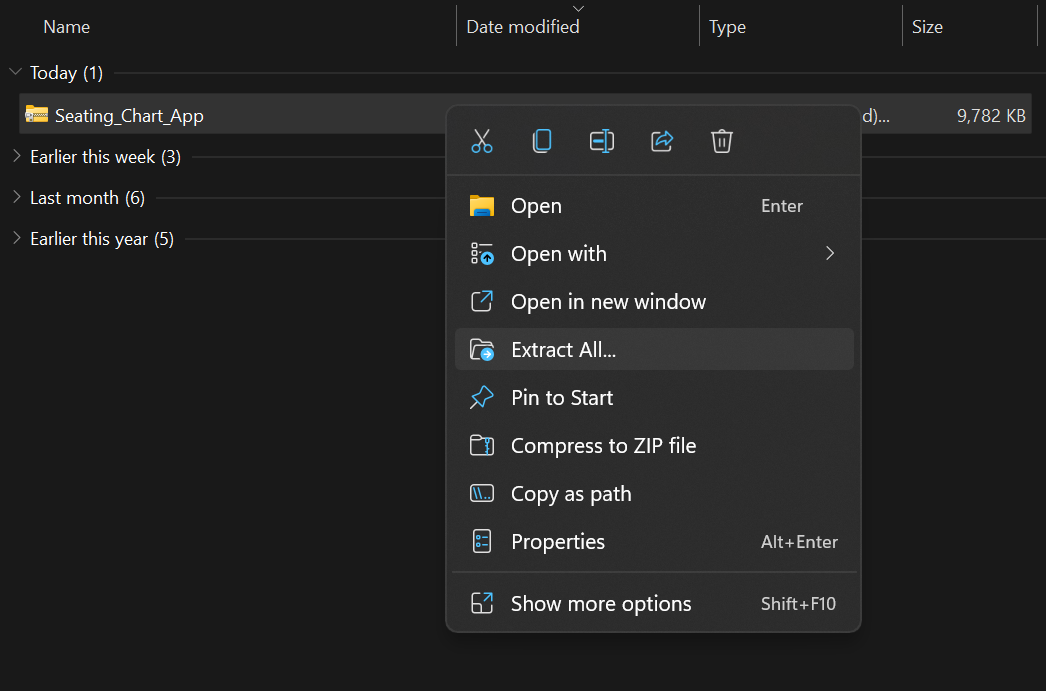 Name Date modified Type Size
Today (1)
Seating_Chart_App d)... 9,782 KB
Earlier this week (3)
Last month (6)
Earlier this year (5)
Open Enter
Open with
Open in new window
Extract All...
Pin to Start
Compress to ZIP file
Copy as path
Properties Alt+Enter
Show more options Shift+F10